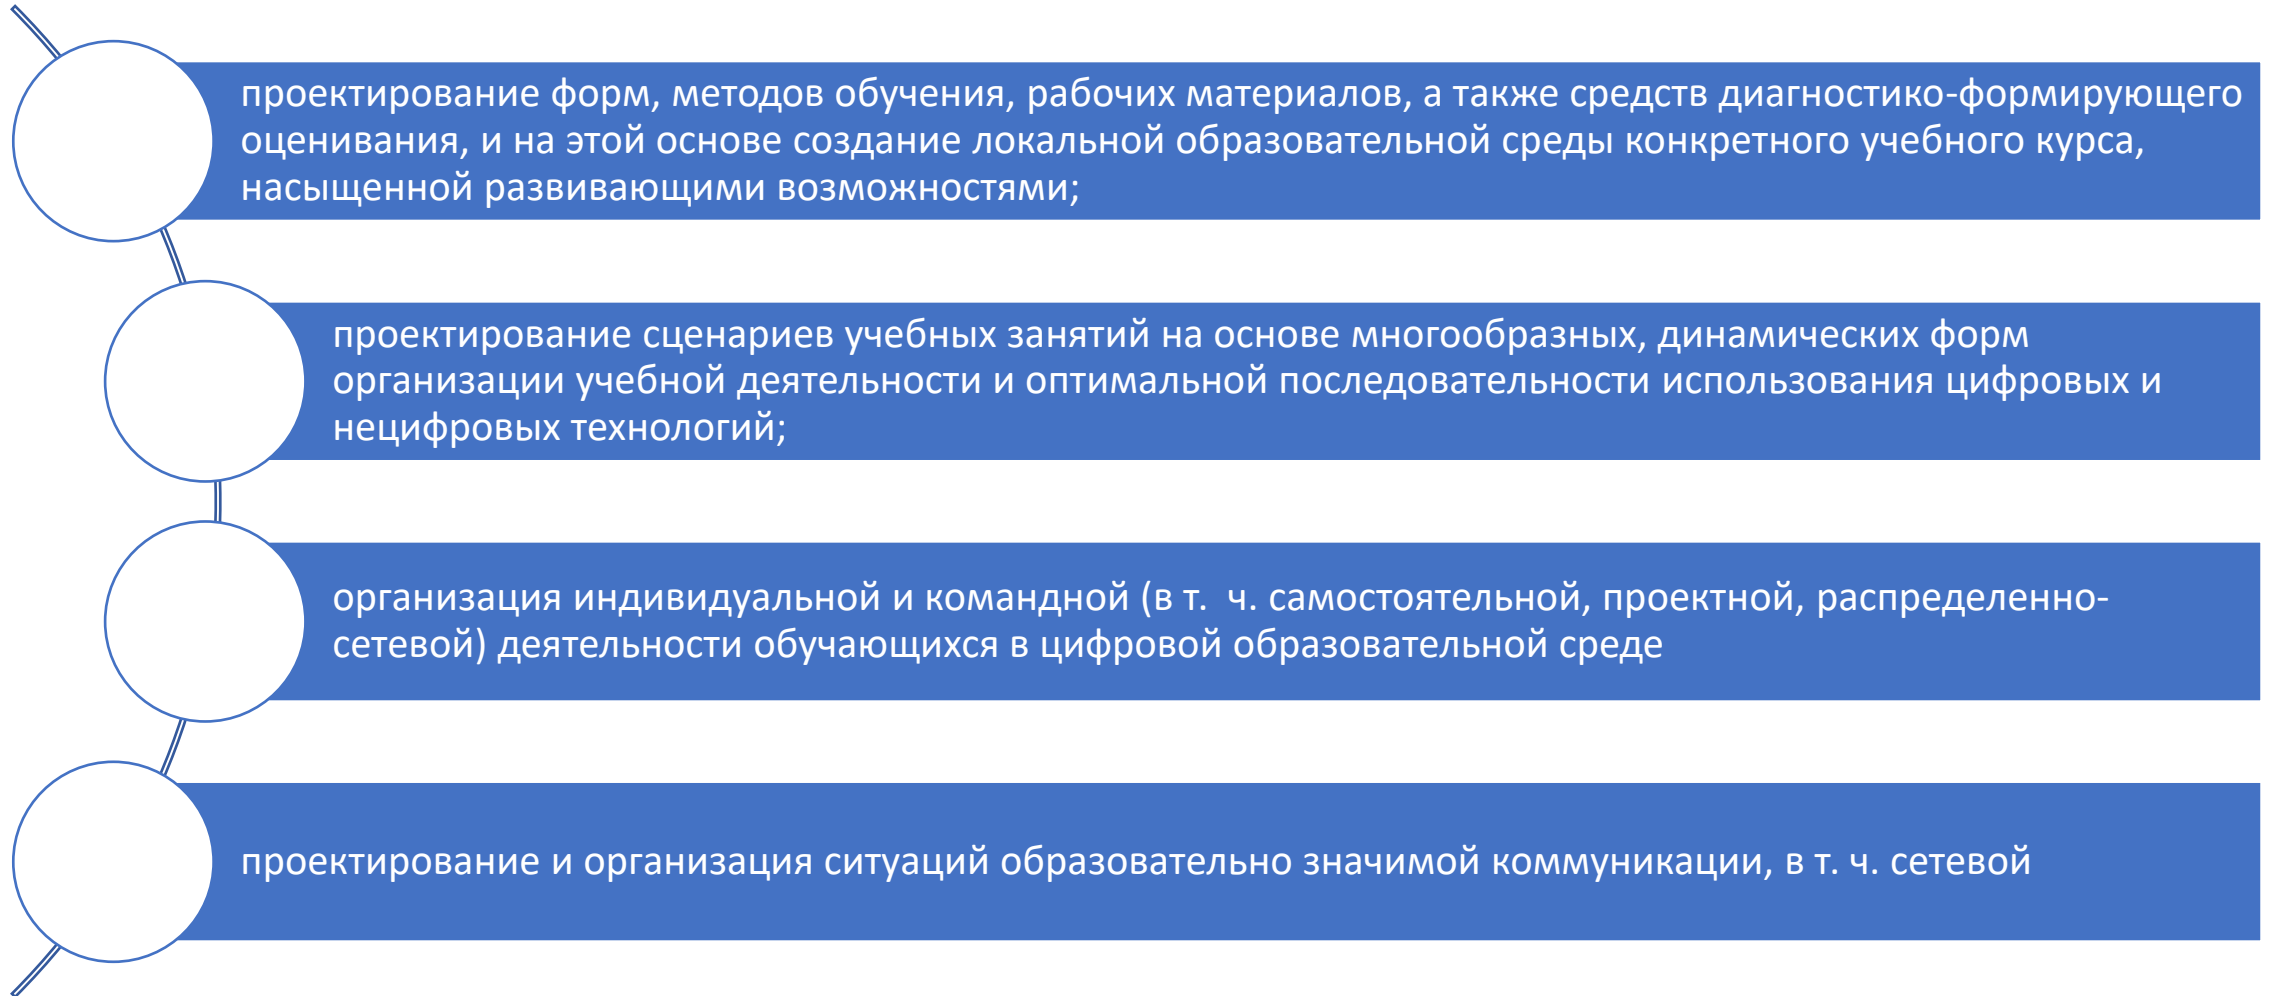 проектирование форм, методов обучения, рабочих материалов, а также средств диагностико-формирующего
оценивания, и на этой основе создание локальной образовательной среды конкретного учебного курса,
насыщенной развивающими возможностями;
проектирование сценариев учебных занятий на основе многообразных, динамических форм
организации учебной деятельности и оптимальной последовательности использования цифровых и
нецифровых технологий;
организация индивидуальной и командной (в т.  ч. самостоятельной, проектной, распределенно-
сетевой) деятельности обучающихся в цифровой образовательной среде
проектирование и организация ситуаций образовательно значимой коммуникации, в т. ч. сетевой